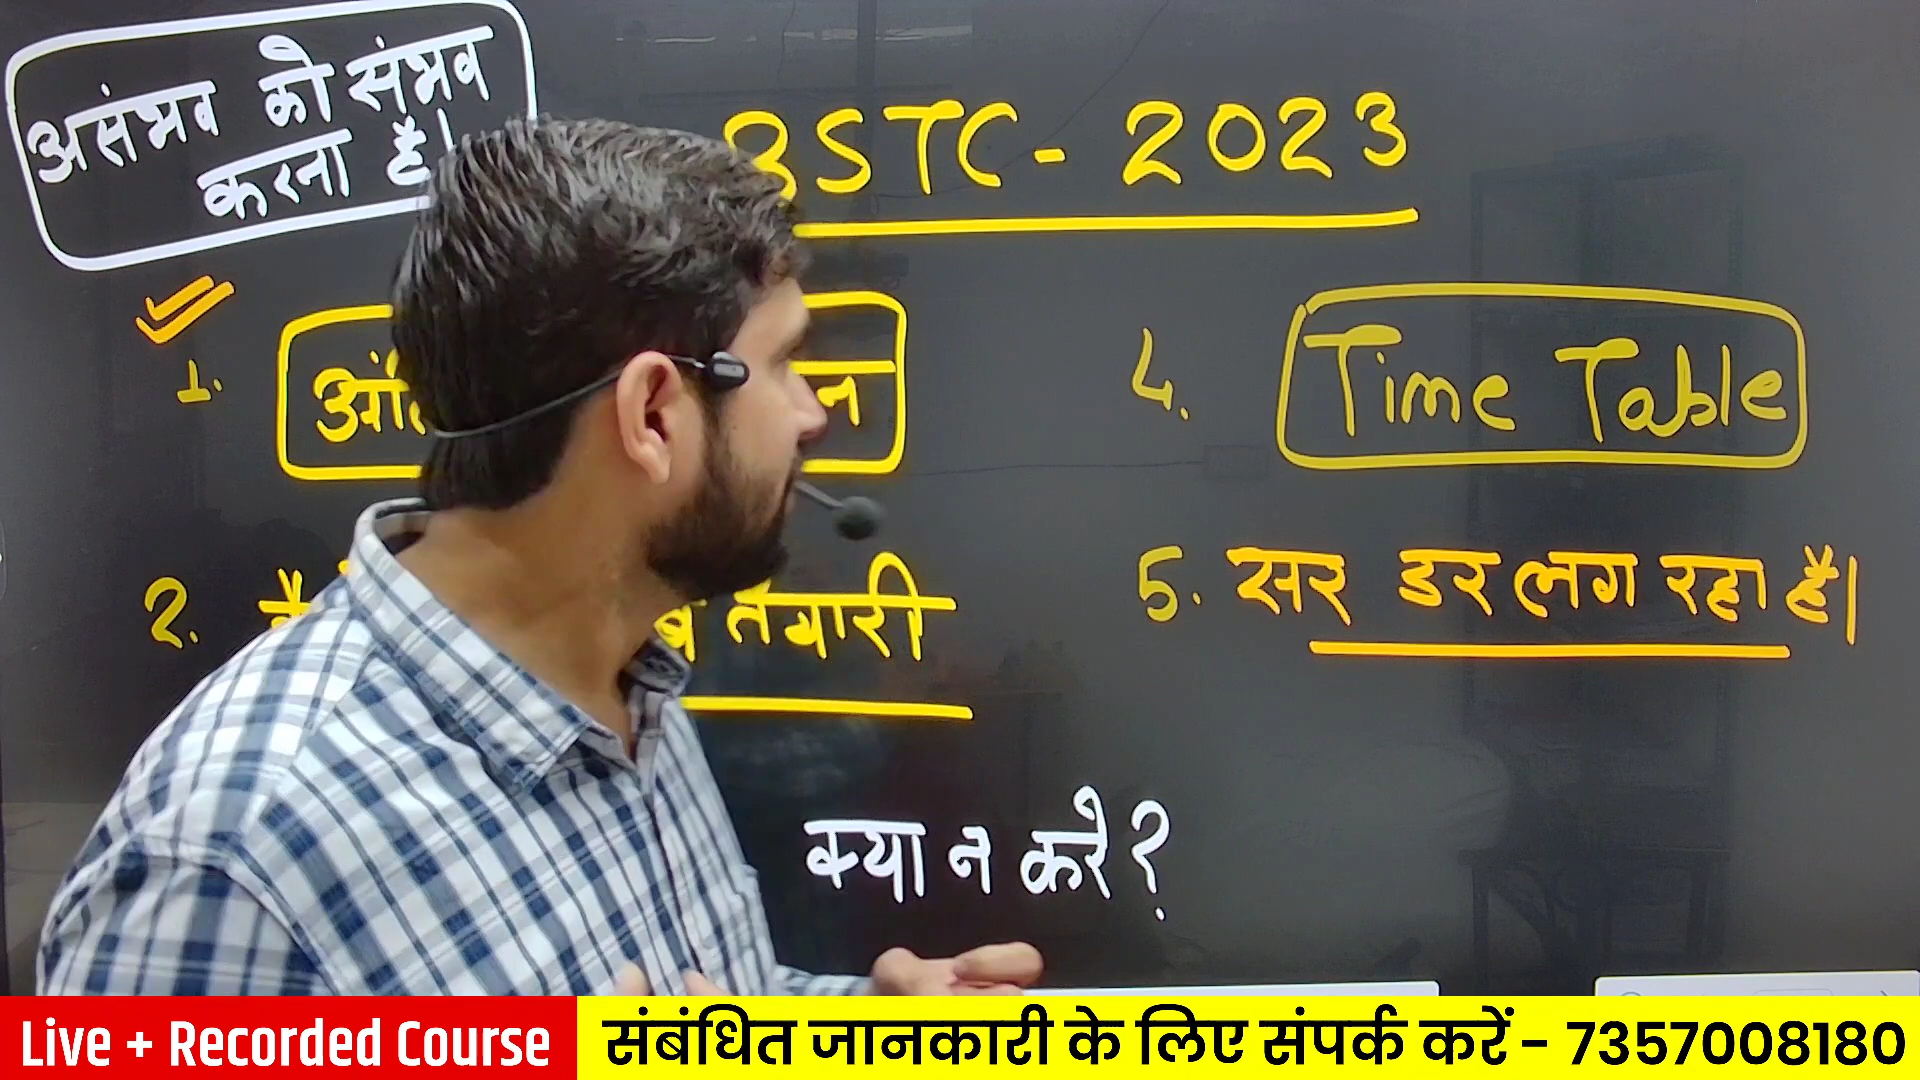 असंभव को संभव
करना है।
BSTC - 2023
1.
2. तैयारी
क्या न करे?
4. Time Table
5. सर डर लग रहा है।
Live + Recorded Course
संबंधित जानकारी के लिए संपर्क करें - 7357008180